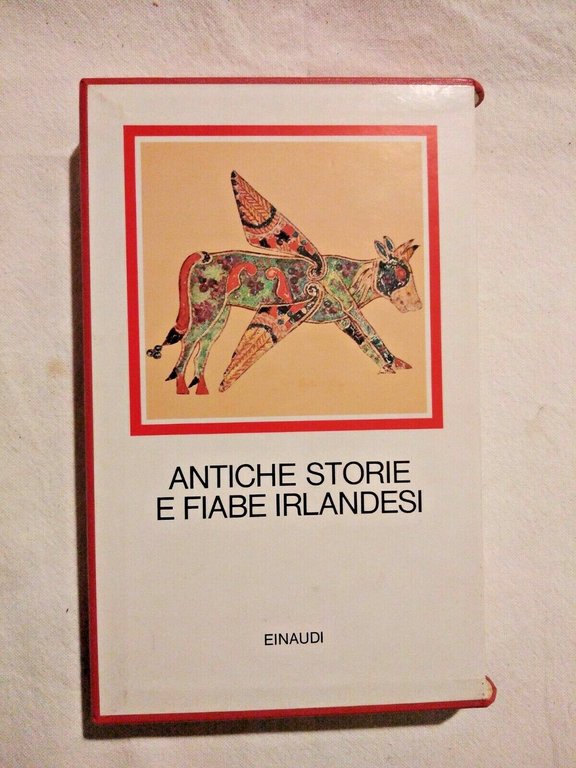 ANTICHE STORIE
E FIABE IRLANDESI
EINAUDI